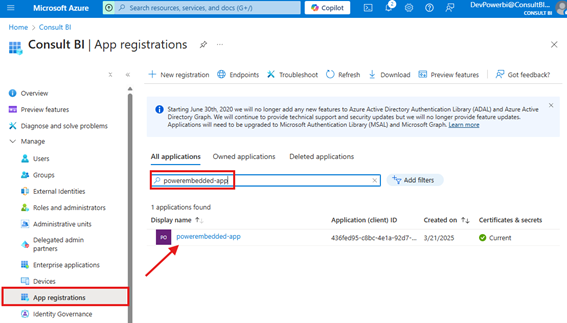 Microsoft Azure
Search resources, services, and docs (G+/)
Copilot
2
DevPowerbi@ConsultBI...
CONSULT BI
Home > Consult BI >
Consult BI | App registrations
New registration
Endpoints
Troubleshoot
Refresh
Download
Preview features
Got feedback?
Overview
Preview features
Diagnose and solve problems
Manage
Users
Groups
External Identities
Roles and administrators
Administrative units
Delegated admin
partners
Enterprise applications
Devices
App registrations
Identity Governance
Starting June 30th, 2020 we will no longer add any new features to Azure Active Directory Authentication Library (ADAL) and Azure Active
Directory Graph. We will continue to provide technical support and security updates but we will no longer provide feature updates.
Applications will need to be upgraded to Microsoft Authentication Library (MSAL) and Microsoft Graph. Learn more
All applications
Owned applications
Deleted applications
powerembedded-app
Add filters
1 applications found
Display name
Application (client) ID
Created on
Certificates & secrets
PO
powerembedded-app
436fed95-c8bc-4e1a-92d7-...
3/21/2025
Current